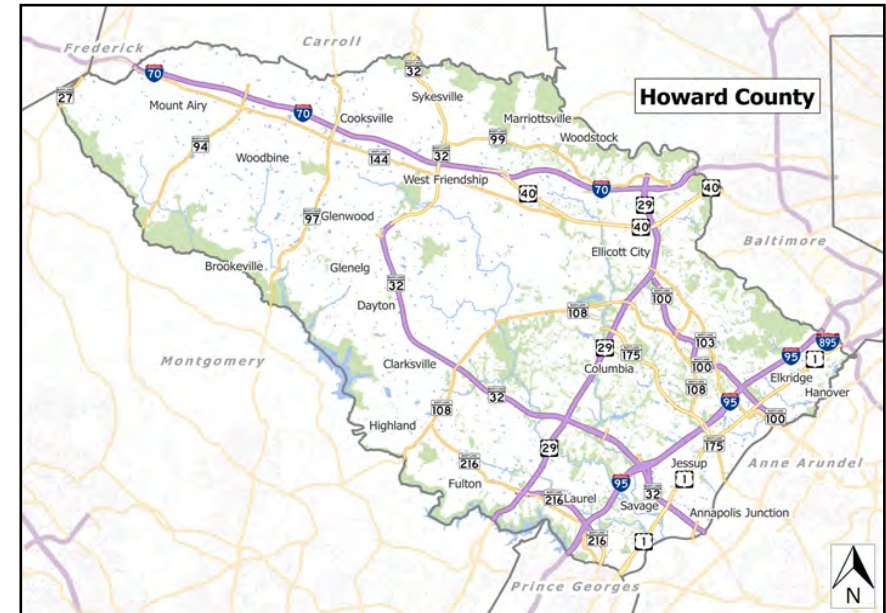 Frederick
Carroll
70
32
27
Mount Airy
Sykesville
Howard County
70
Cooksville
Marriottsville
Woodstock
99
94
32
Woodbine
144
West Friendship
70
40
40
29
97
Glenwood
40
Baltimore
Ellicott City
Brookeville
Glenelg
32
100
Dayton
108
103
895
29
175
95
1
Montgomery
Clarksville
Columbia
100
Elkridge
108
Hanover
32
95
108
100
Highland
29
175
216
Jessup
Anne Arundel
Fulton
95
1
216
Laurel
32
Savage
Annapolis Junction
216
1
N
Prince Georges